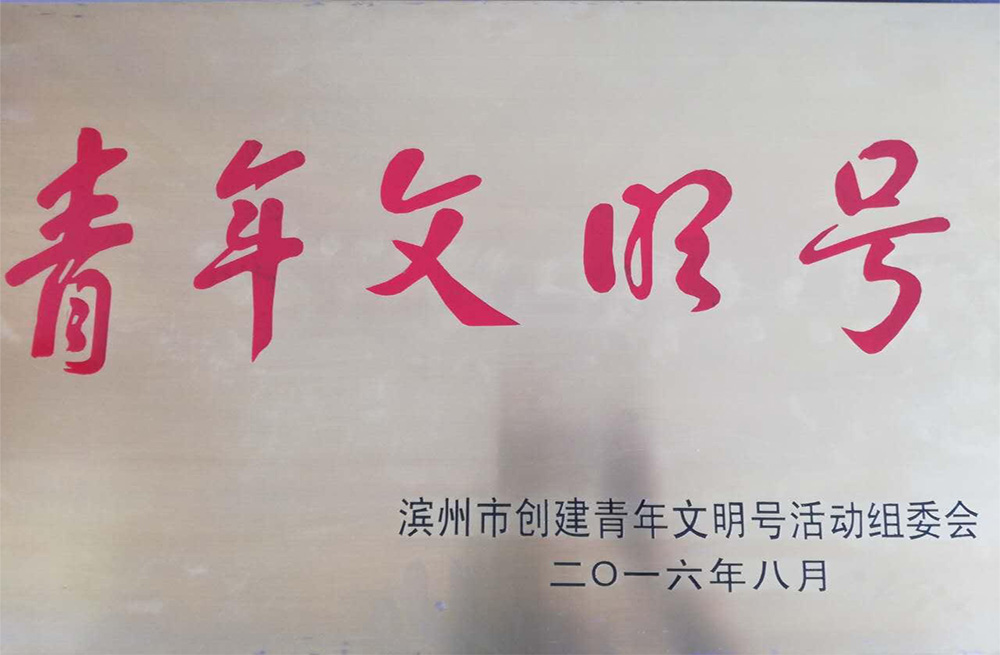 青年文明号
滨州市创建青年文明号活动组委会
二〇一六年八月